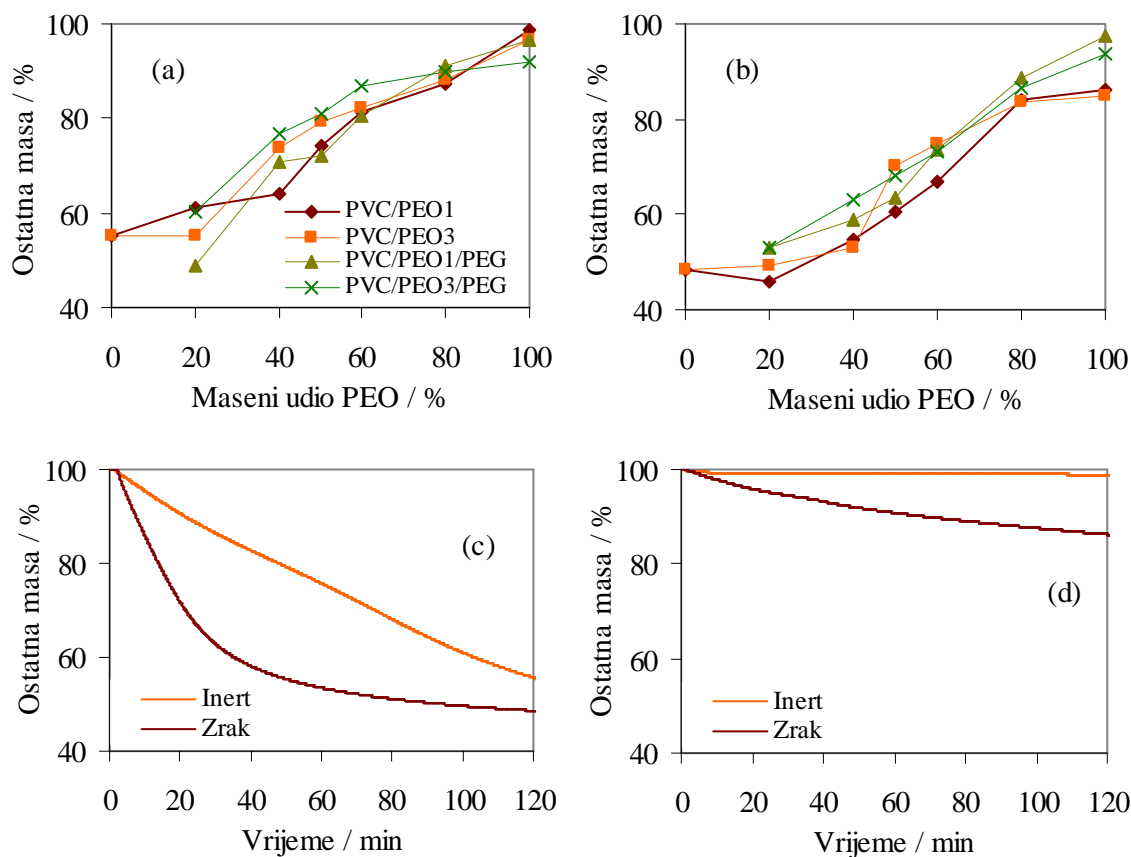 100
80
60
40
Ostatna masa / %
(a)
PVC/PEO1
PVC/PEO3
PVC/PEO1/PEG
PVC/PEO3/PEG
0 20 40 60 80 100
Maseni udio PEO / %
100
80
60
40
Ostatna masa / %
(b)
0 20 40 60 80 100
Maseni udio PEO / %
100
80
60
40
Ostatna masa / %
(c)
Inert
Zrak
0 20 40 60 80 100 120
Vrijeme / min
100
80
60
40
Ostatna masa / %
(d)
Inert
Zrak
0 20 40 60 80 100 120
Vrijeme / min